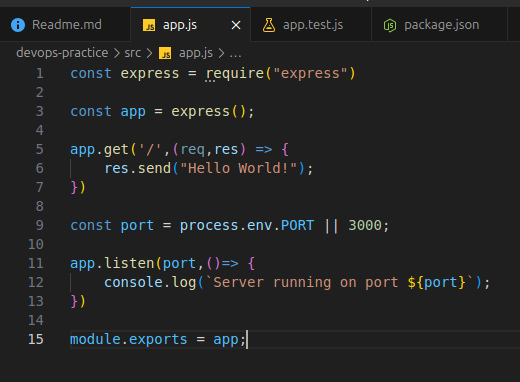 Readme.md
JS app.js ×
app.test.js
package.json
devops-practice > src > JS app.js > ...
1 const express = require("express")
2
3 const app = express();
4
5 app.get('/',(req,res) => {
6     res.send("Hello World!");
7 })
8
9 const port = process.env.PORT || 3000;
10
11 app.listen(port,()=> {
12     console.log(`Server running on port ${port}`);
13 })
14
15 module.exports = app;